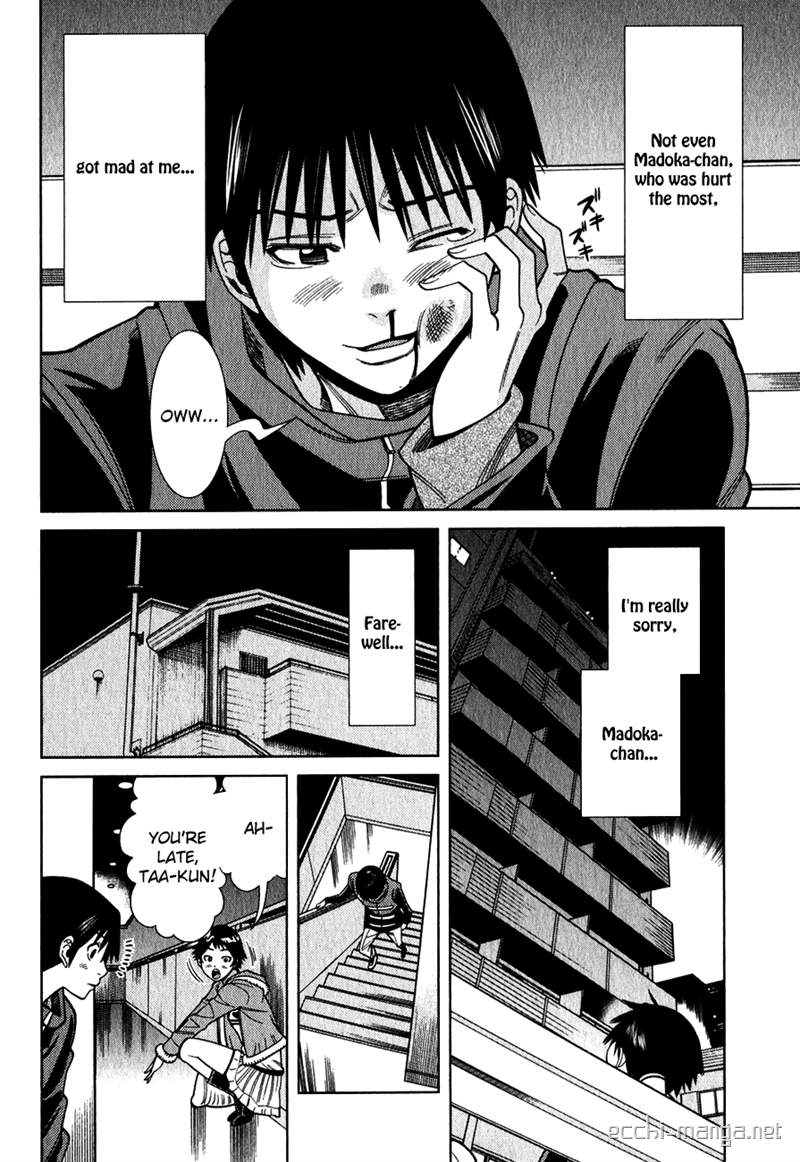 Not even
Madoka-chan,
who was hurt
the most,
got mad at me...
ズキ
ズキ
OWW...
I'm really
sorry,
Madoka-
chan...
Fare-
well...
AH-
YOU'RE
LATE,
TAA-KUN!
ecchi-manga.net